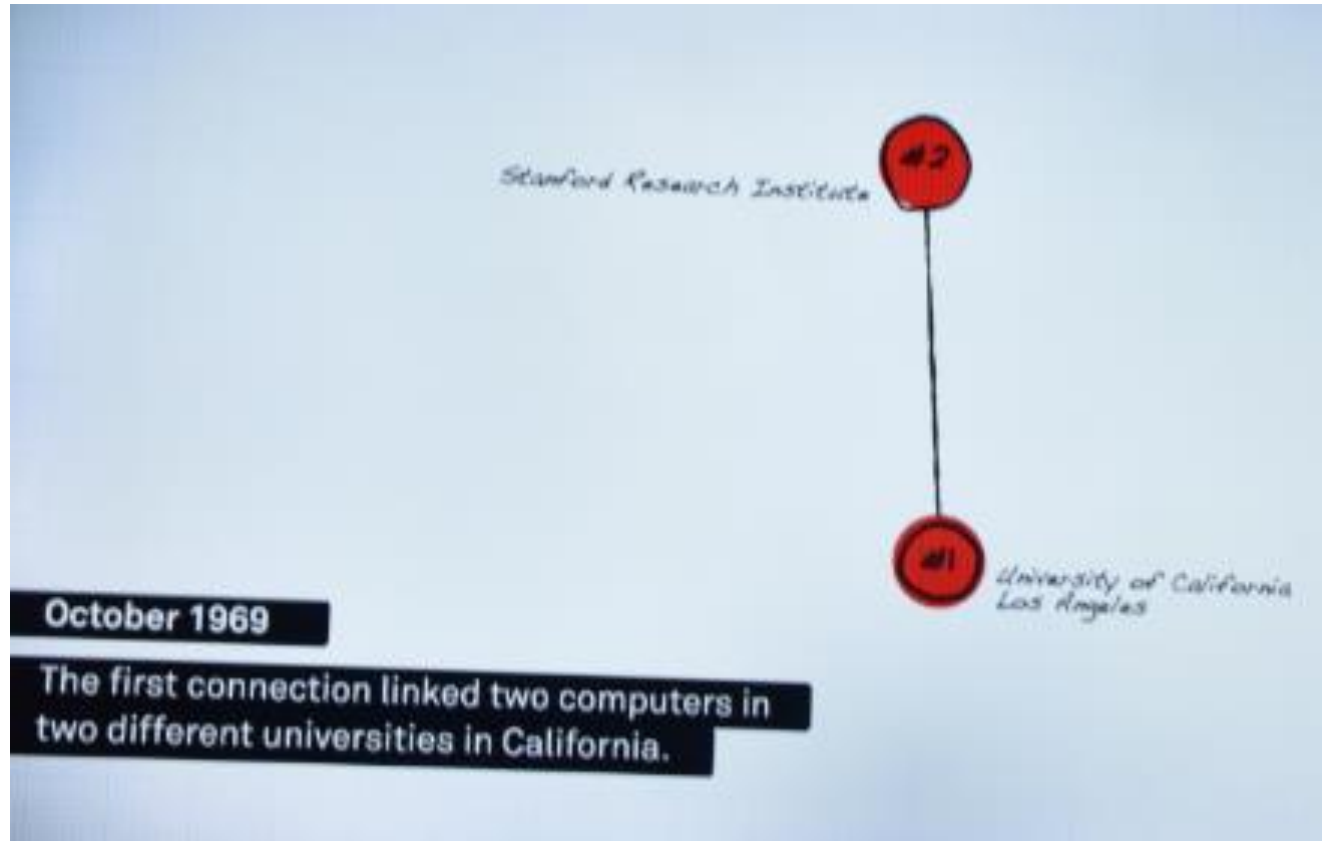 #2
Stanford Research Institute
#1
University of California
Los Angeles
October 1969
The first connection linked two computers in
two different universities in California.